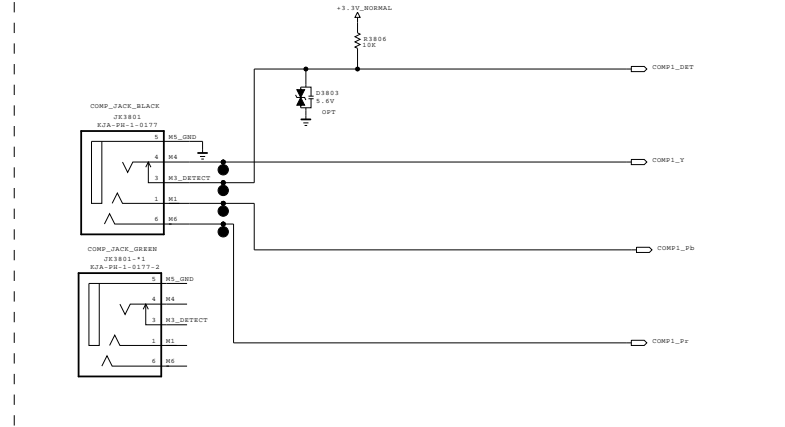 +3.3V_NORMAL
R3806
10K
COMP1_DET
D3803
5.6V
OPT
COMP_JACK_BLACK
JK3801
KJA-PH-1-0177
5 M5_GND
4 M4
COMP1_Y
3 M3_DETECT
1 M1
6 M6
COMP1_Pb
COMP_JACK_GREEN
JK3801-*1
KJA-PH-1-0177-2
5 M5_GND
4 M4
3 M3_DETECT
1 M1
COMP1_Pr
6 M6